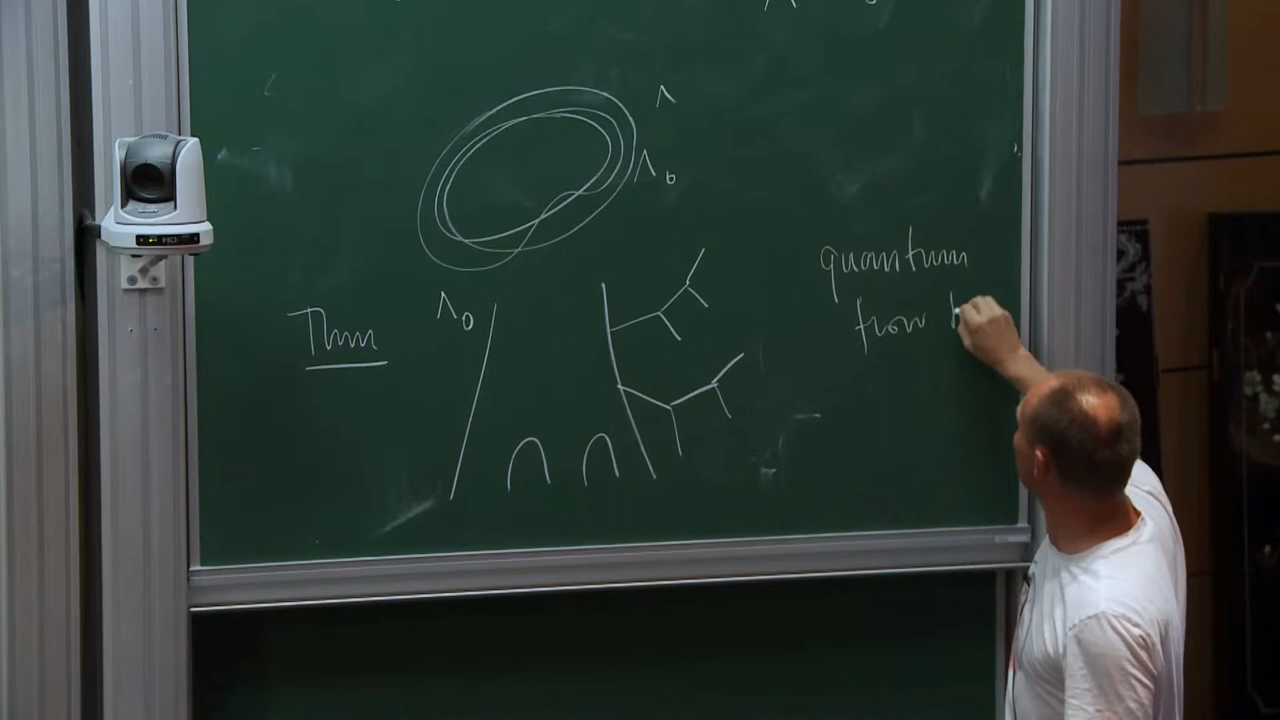 Λ
Λ₀
Λ₀
Thm
quantum
flow